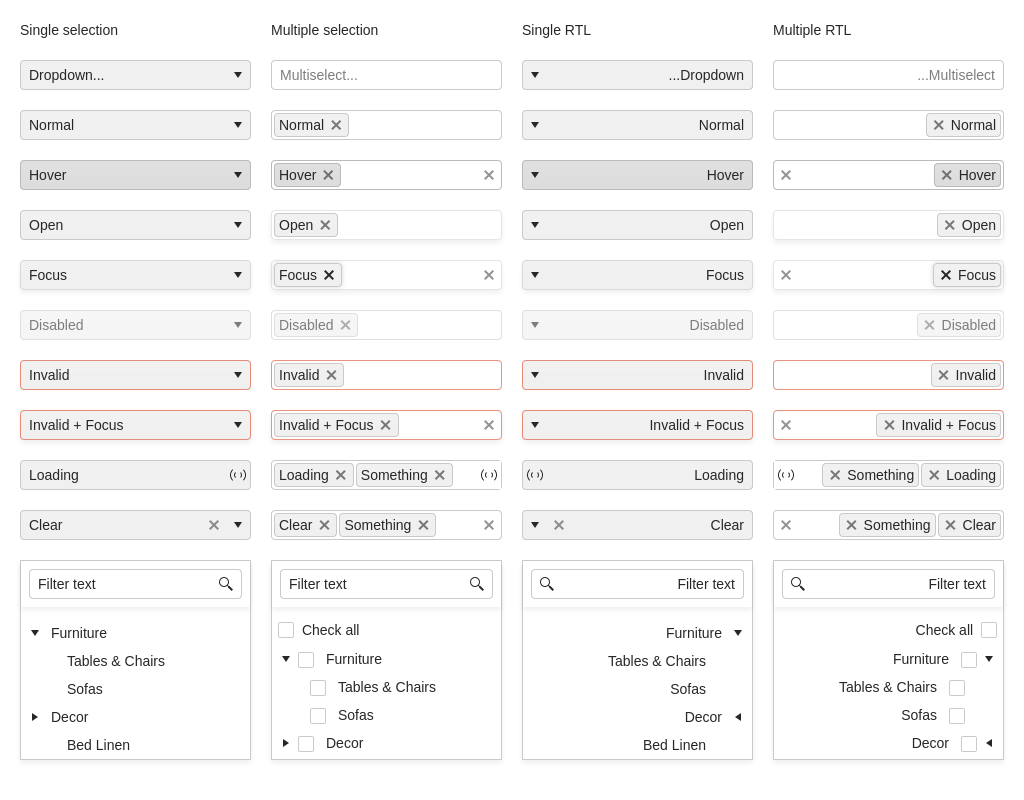 Single selection Multiple selection Single RTL Multiple RTL
Dropdown... Multiselect... ...Dropdown ...Multiselect
Normal Normal Normal Normal
Hover Hover Hover Hover
Open Open Open Open
Focus Focus Focus Focus
Disabled Disabled Disabled Disabled
Invalid Invalid Invalid Invalid
Invalid + Focus Invalid + Focus Invalid + Focus Invalid + Focus
Loading Loading Something Loading Something Loading
Clear Clear Something Clear Something Clear
Filter text Filter text Filter text Filter text
Furniture
Tables & Chairs
Sofas
Decor
Bed Linen
Check all
Furniture
Tables & Chairs
Sofas
Decor
Furniture
Tables & Chairs
Sofas
Decor
Bed Linen
Check all
Furniture
Tables & Chairs
Sofas
Decor